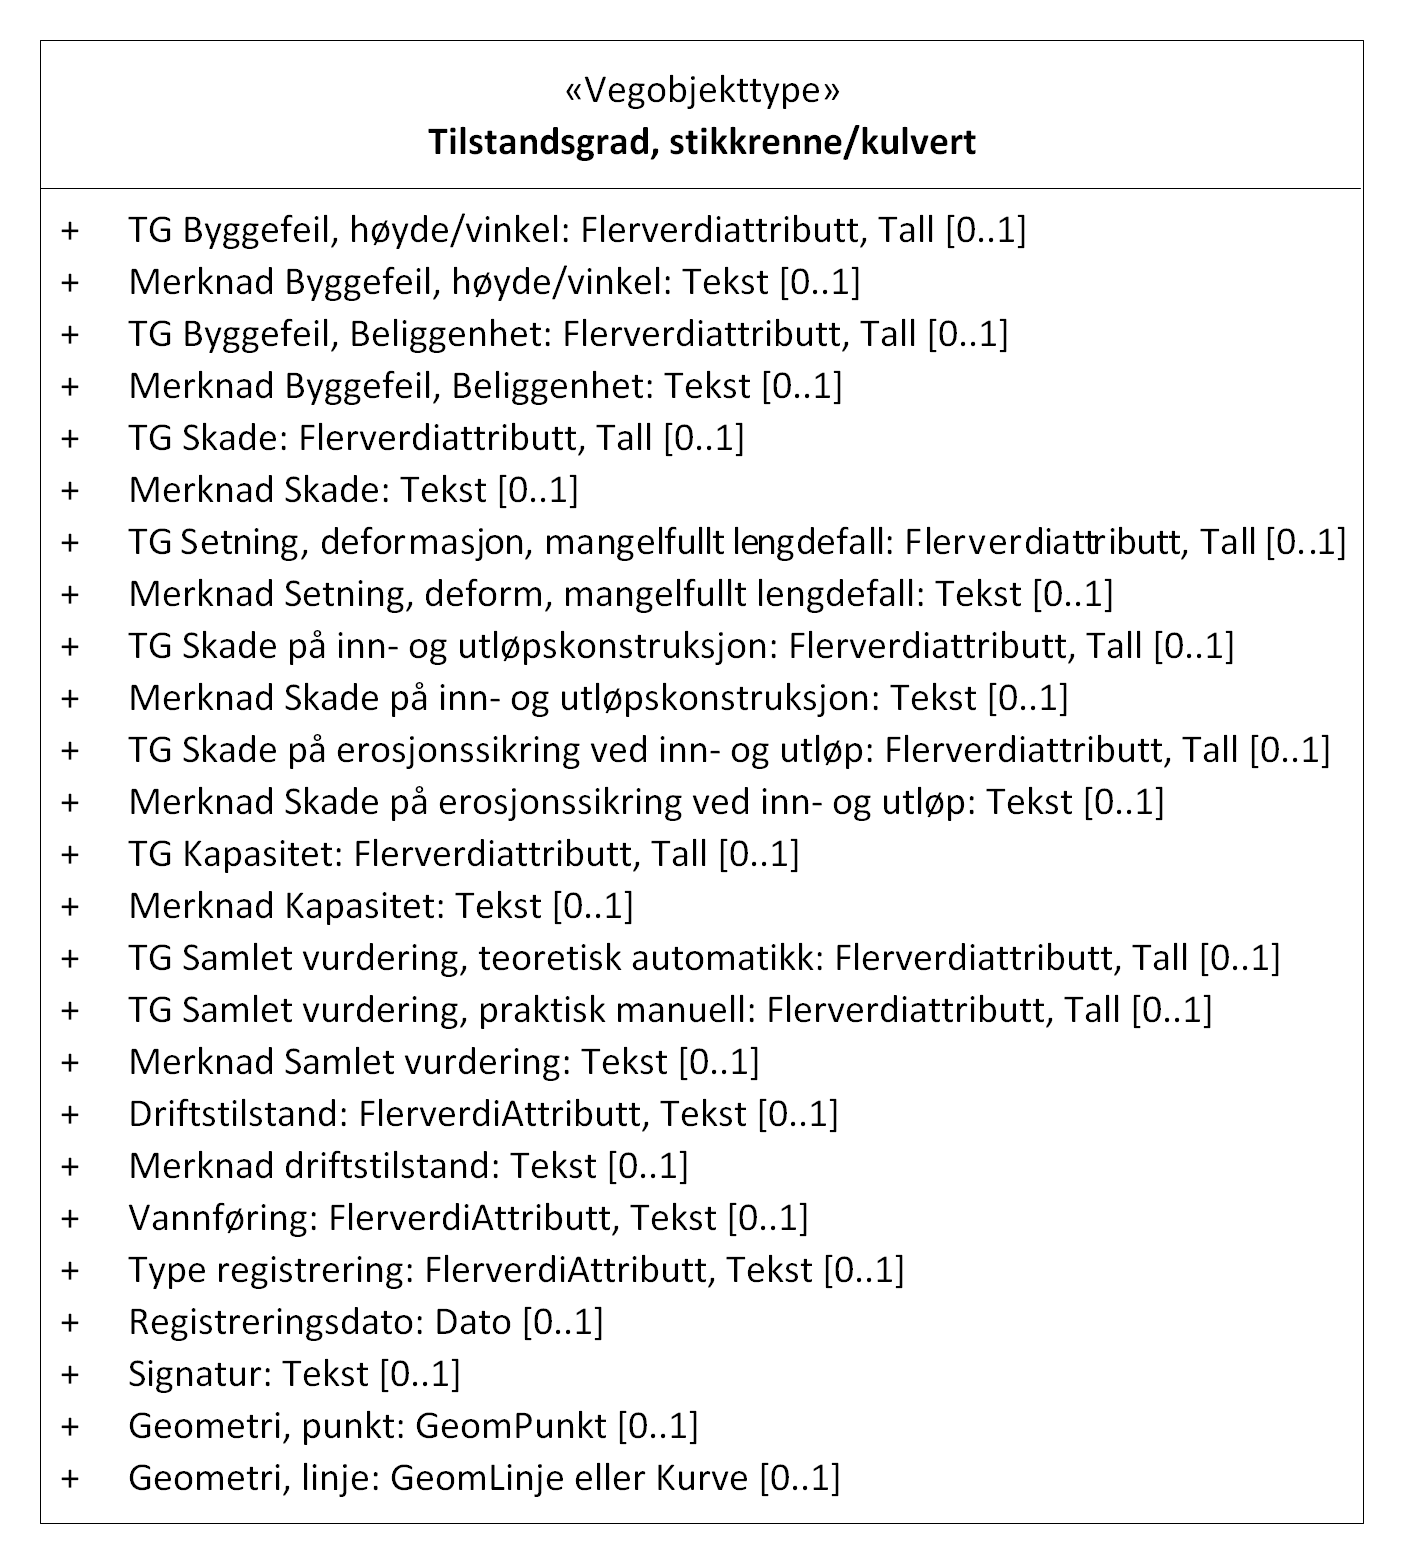 «Vegobjekttype»
Tilstandsgrad, stikkrenne/kulvert
+ TG Byggefeil, høyde/vinkel: Flerverdiattributt, Tall [0..1]
+ Merknad Byggefeil, høyde/vinkel: Tekst [0..1]
+ TG Byggefeil, Beliggenhet: Flerverdiattributt, Tall [0..1]
+ Merknad Byggefeil, Beliggenhet: Tekst [0..1]
+ TG Skade: Flerverdiattributt, Tall [0..1]
+ Merknad Skade: Tekst [0..1]
+ TG Setning, deformasjon, mangelfullt lengdefall: Flerverdiattributt, Tall [0..1]
+ Merknad Setning, deform, mangelfullt lengdefall: Tekst [0..1]
+ TG Skade på inn- og utløpskonstruksjon: Flerverdiattributt, Tall [0..1]
+ Merknad Skade på inn- og utløpskonstruksjon: Tekst [0..1]
+ TG Skade på erosjonssikring ved inn- og utløp: Flerverdiattributt, Tall [0..1]
+ Merknad Skade på erosjonssikring ved inn- og utløp: Tekst [0..1]
+ TG Kapasitet: Flerverdiattributt, Tall [0..1]
+ Merknad Kapasitet: Tekst [0..1]
+ TG Samlet vurdering, teoretisk automatikk: Flerverdiattributt, Tall [0..1]
+ TG Samlet vurdering, praktisk manuell: Flerverdiattributt, Tall [0..1]
+ Merknad Samlet vurdering: Tekst [0..1]
+ Driftstilstand: FlerverdiAttributt, Tekst [0..1]
+ Merknad driftstilstand: Tekst [0..1]
+ Vannføring: FlerverdiAttributt, Tekst [0..1]
+ Type registrering: FlerverdiAttributt, Tekst [0..1]
+ Registreringsdato: Dato [0..1]
+ Signatur: Tekst [0..1]
+ Geometri, punkt: GeomPunkt [0..1]
+ Geometri, linje: GeomLinje eller Kurve [0..1]